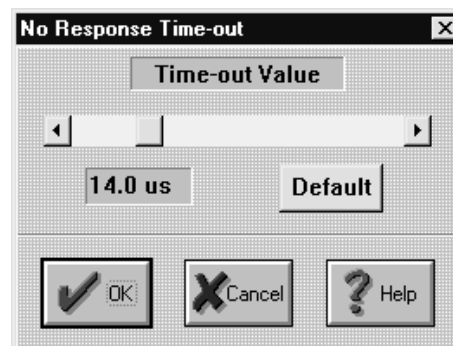 No Response Time-out
Time-out Value
14.0 us
Default
OK
Cancel
Help